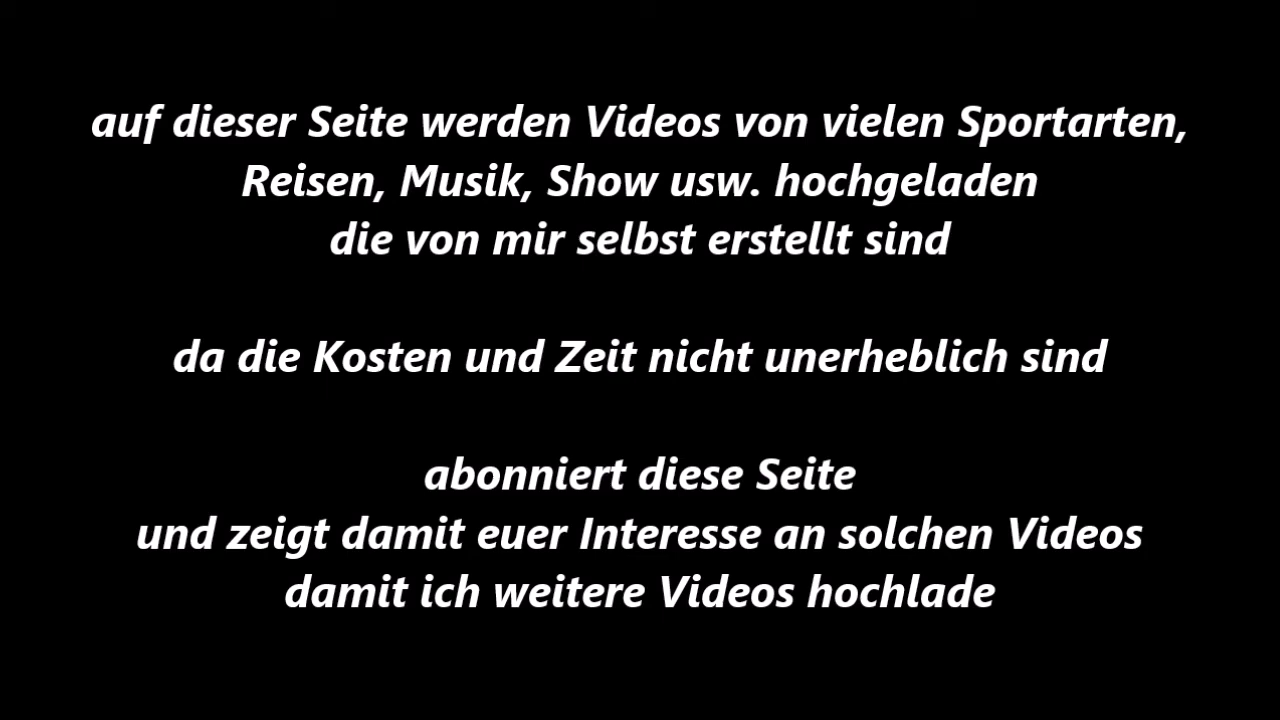 auf dieser Seite werden Videos von vielen Sportarten,
Reisen, Musik, Show usw. hochgeladen
die von mir selbst erstellt sind
da die Kosten und Zeit nicht unerheblich sind
abonniert diese Seite
und zeigt damit euer Interesse an solchen Videos
damit ich weitere Videos hochlade